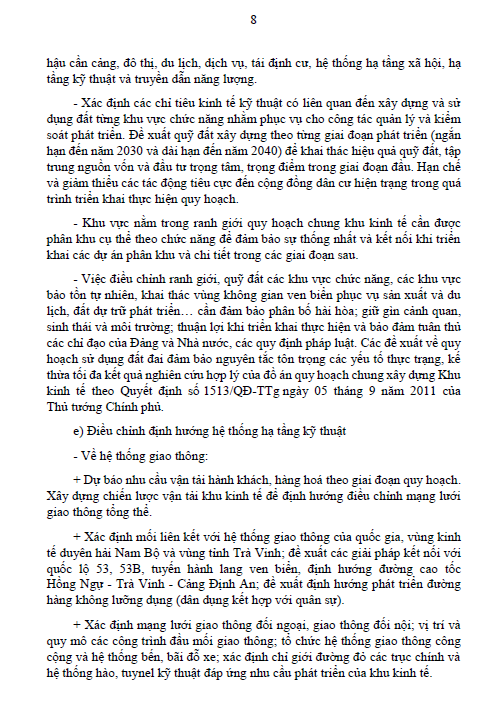 8
hậu cần cảng, đô thị, du lịch, dịch vụ, tái định cư, hệ thống hạ tầng xã hội, hạ
tầng kỹ thuật và truyền dẫn năng lượng.
- Xác định các chỉ tiêu kinh tế kỹ thuật có liên quan đến xây dựng và sử
dụng đất từng khu vực chức năng nhằm phục vụ cho công tác quản lý và kiểm
soát phát triển. Đề xuất quỹ đất xây dựng theo từng giai đoạn phát triển (ngắn
hạn đến năm 2030 và dài hạn đến năm 2040) để khai thác hiệu quả quỹ đất, tập
trung nguồn vốn và đầu tư trọng tâm, trọng điểm trong giai đoạn đầu. Hạn chế
và giảm thiểu các tác động tiêu cực đến cộng đồng dân cư hiện trạng trong quá
trình triển khai thực hiện quy hoạch.
- Khu vực nằm trong ranh giới quy hoạch chung khu kinh tế cần được
phân khu cụ thể theo chức năng để đảm bảo sự thống nhất và kết nối khi triển
khai các dự án phân khu và chi tiết trong các giai đoạn sau.
- Việc điều chỉnh ranh giới, quỹ đất các khu vực chức năng, các khu vực
bảo tồn tự nhiên, khai thác vùng không gian ven biển phục vụ sản xuất và du
lịch, đất dự trữ phát triển… cần đảm bảo phân bố hài hòa; giữ gìn cảnh quan,
sinh thái và môi trường; thuận lợi khi triển khai thực hiện và bảo đảm tuân thủ
các chỉ đạo của Đảng và Nhà nước, các quy định pháp luật. Các đề xuất về quy
hoạch sử dụng đất đai đảm bảo nguyên tắc tôn trọng các yếu tố thực trạng, kế
thừa tối đa kết quả nghiên cứu hợp lý của đồ án quy hoạch chung xây dựng Khu
kinh tế theo Quyết định số 1513/QĐ-TTg ngày 05 tháng 9 năm 2011 của
Thủ tướng Chính phủ.
e) Điều chỉnh định hướng hệ thống hạ tầng kỹ thuật
- Về hệ thống giao thông:
+ Dự báo nhu cầu vận tải hành khách, hàng hoá theo giai đoạn quy hoạch.
Xây dựng chiến lược vận tải khu kinh tế để định hướng điều chỉnh mạng lưới
giao thông tổng thể.
+ Xác định mối liên kết với hệ thống giao thông của quốc gia, vùng kinh
tế duyên hải Nam Bộ và vùng tỉnh Trà Vinh; đề xuất các giải pháp kết nối với
quốc lộ 53, 53B, tuyến hành lang ven biển, định hướng đường cao tốc
Hồng Ngự - Trà Vinh - Cảng Định An; đề xuất định hướng phát triển đường
hàng không lưỡng dụng (dân dụng kết hợp với quân sự).
+ Xác định mạng lưới giao thông đối ngoại, giao thông đối nội; vị trí và
quy mô các công trình đầu mối giao thông; tổ chức hệ thống giao thông công
cộng và hệ thống bến, bãi đỗ xe; xác định chỉ giới đường đỏ các trục chính và
hệ thống hào, tuynel kỹ thuật đáp ứng nhu cầu phát triển của khu kinh tế.